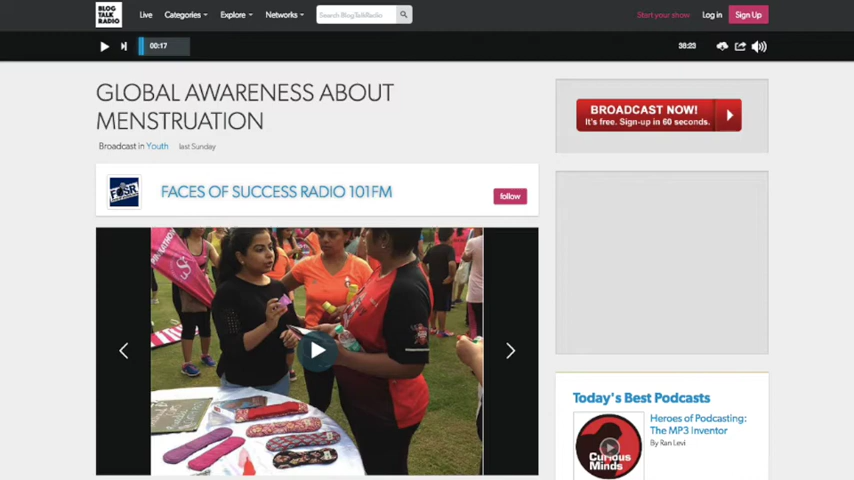 BLOG
TALK
RADIO
Live
Categories
Explore
Networks
Search BlogTalkRadio
Start your show
Log in
Sign Up
00:17
38:23
GLOBAL AWARENESS ABOUT
MENSTRUATION
Broadcast in Youth
last Sunday
BROADCAST NOW!
It's free. Sign-up in 60 seconds.
FOSR
FACES OF SUCCESS RADIO 101FM
follow
Today's Best Podcasts
Heroes of Podcasting:
The MP3 Inventor
By Ran Levi
CURIOUS
MINDS